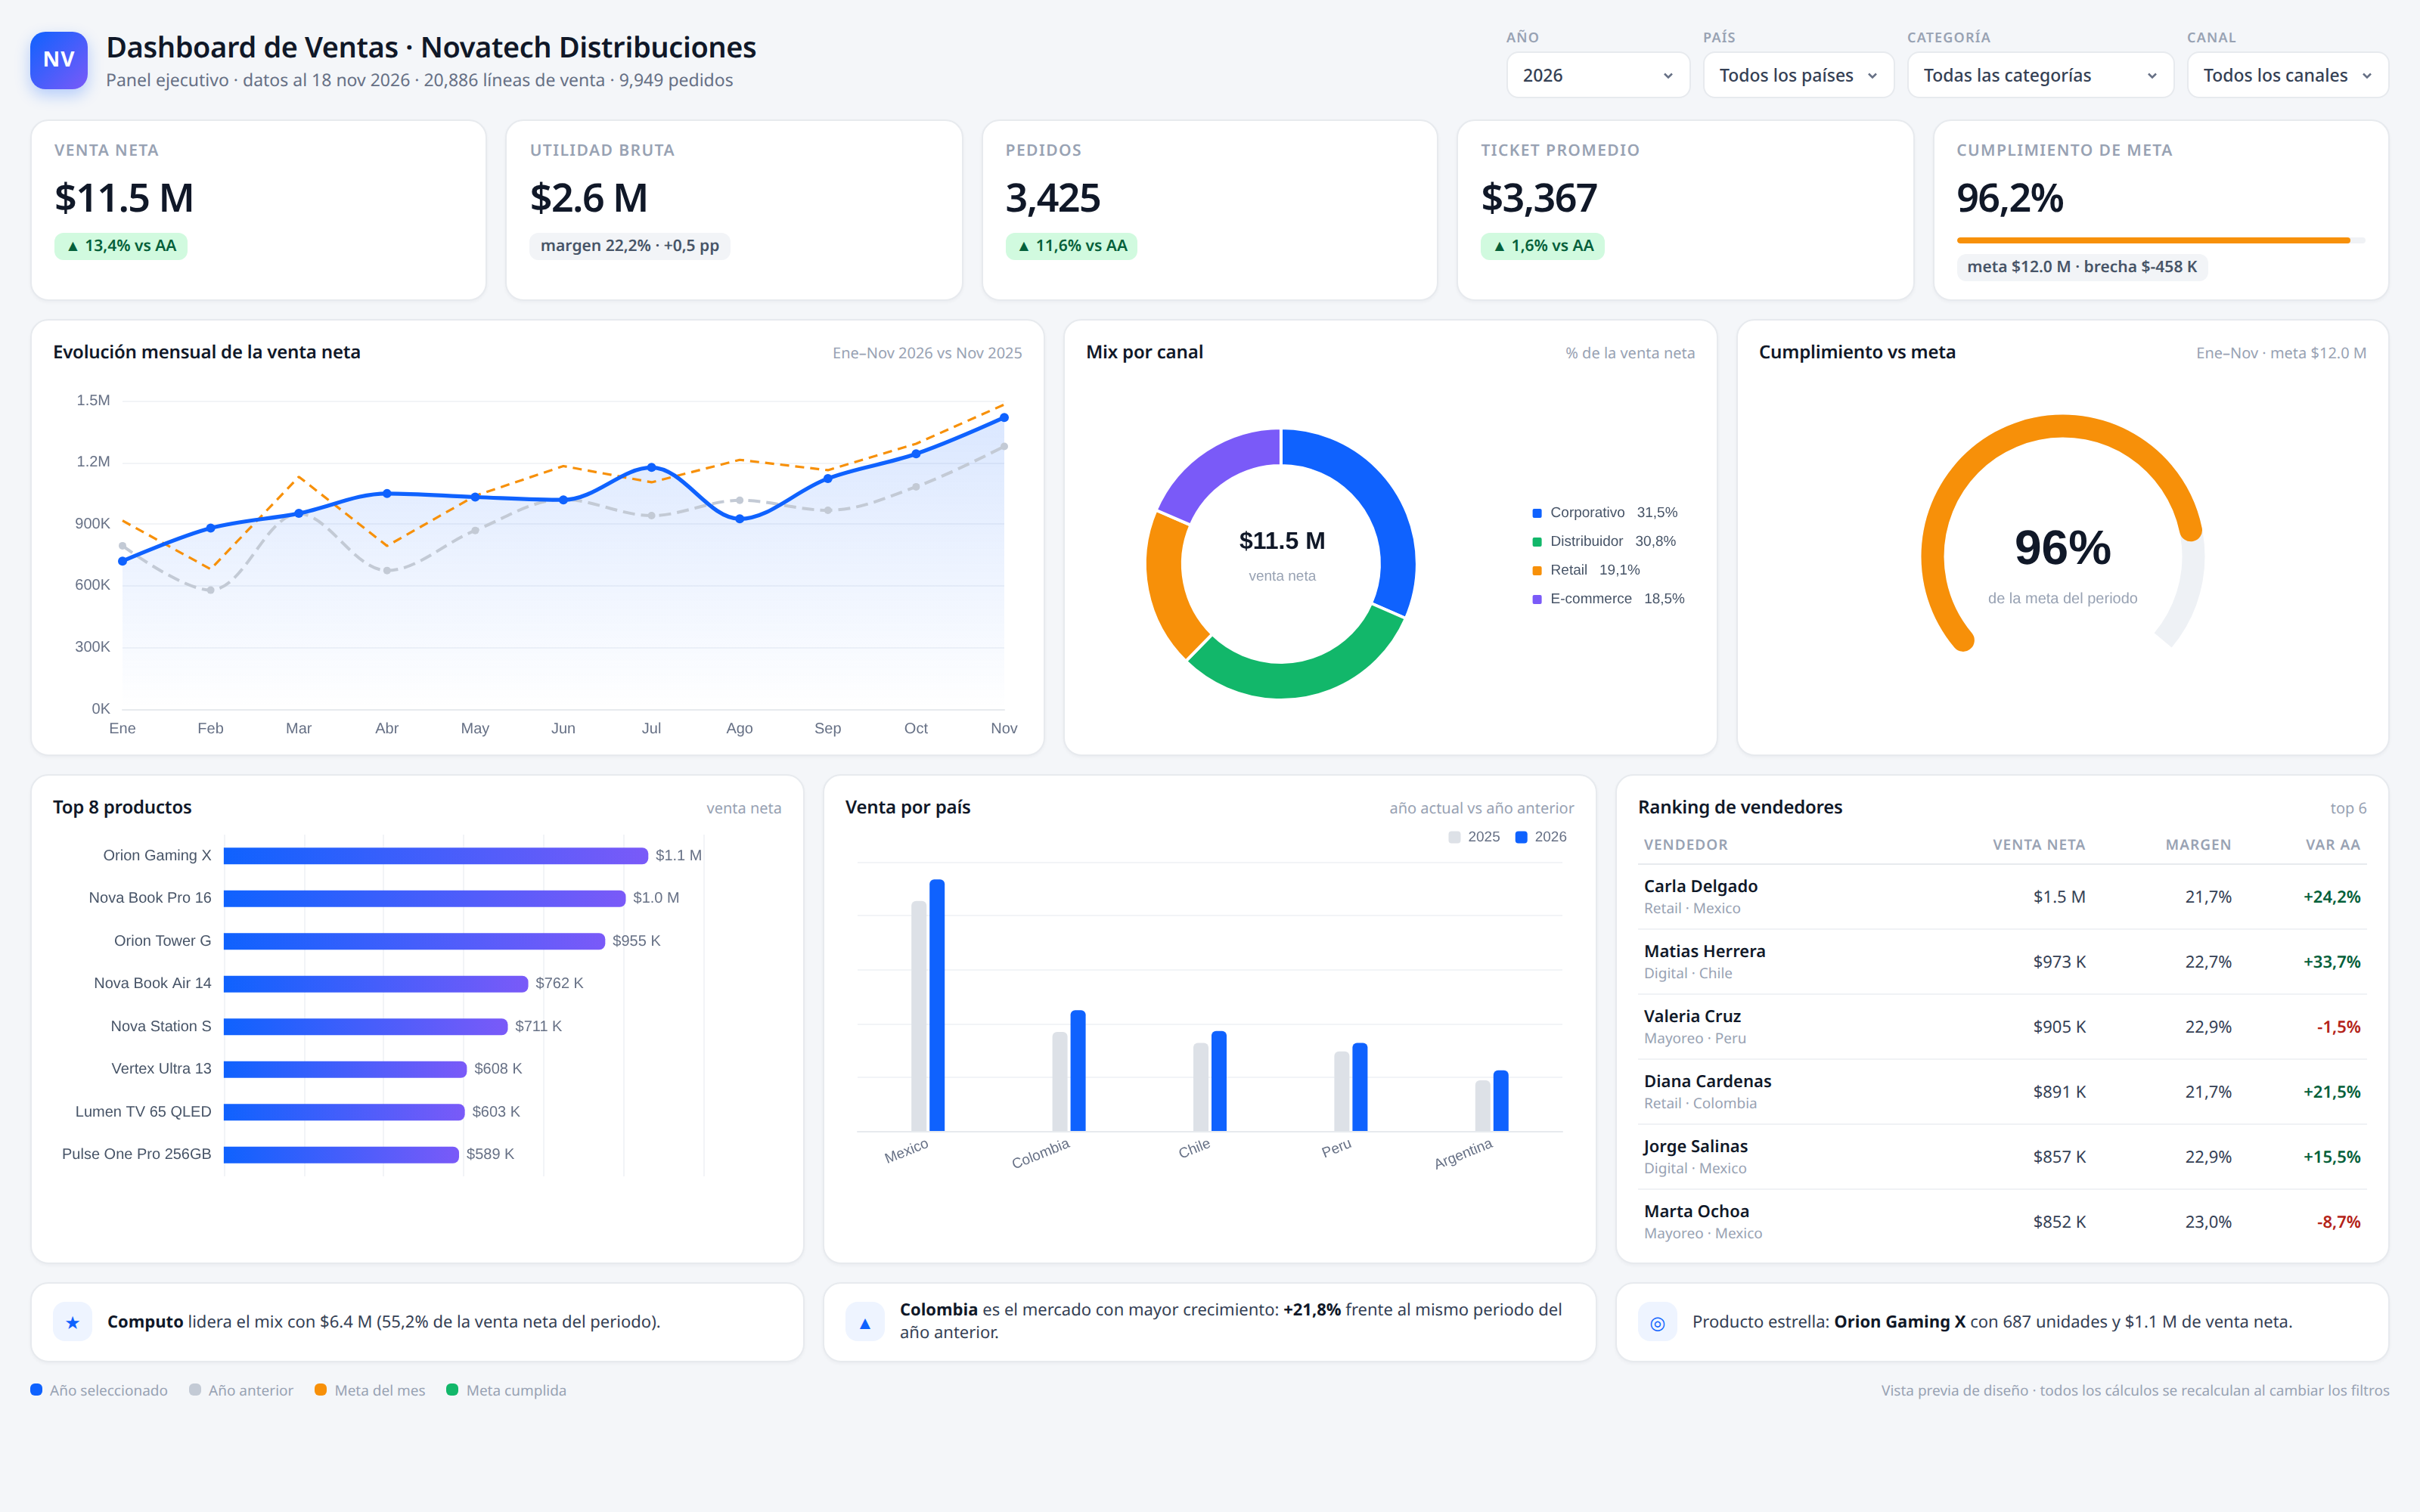 NV
Dashboard de Ventas · Novatech Distribuciones
Panel ejecutivo · datos al 18 nov 2026 · 20,886 líneas de venta · 9,949 pedidos
AÑO
2026
PAÍS
Todos los países
CATEGORÍA
Todas las categorías
CANAL
Todos los canales
VENTA NETA
$11.5 M
▲ 13,4% vs AA
UTILIDAD BRUTA
$2.6 M
margen 22,2% · +0,5 pp
PEDIDOS
3,425
▲ 11,6% vs AA
TICKET PROMEDIO
$3,367
▲ 1,6% vs AA
CUMPLIMIENTO DE META
96,2%
meta $12.0 M · brecha $-458 K
Evolución mensual de la venta neta
Ene–Nov 2026 vs Nov 2025
1.5M
1.2M
900K
600K
300K
0K
Ene Feb Mar Abr May Jun Jul Ago Sep Oct Nov
Mix por canal
% de la venta neta
$11.5 M
venta neta
Corporativo 31,5%
Distribuidor 30,8%
Retail 19,1%
E-commerce 18,5%
Cumplimiento vs meta
Ene–Nov · meta $12.0 M
96%
de la meta del periodo
Top 8 productos
venta neta
Orion Gaming X $1.1 M
Nova Book Pro 16 $1.0 M
Orion Tower G $955 K
Nova Book Air 14 $762 K
Nova Station S $711 K
Vertex Ultra 13 $608 K
Lumen TV 65 QLED $603 K
Pulse One Pro 256GB $589 K
Venta por país
año actual vs año anterior
2025 2026
Mexico Colombia Chile Peru Argentina
Ranking de vendedores
top 6
VENDEDOR VENTA NETA MARGEN VAR AA
Carla Delgado $1.5 M 21,7% +24,2%
Retail · Mexico
Matias Herrera $973 K 22,7% +33,7%
Digital · Chile
Valeria Cruz $905 K 22,9% -1,5%
Mayoreo · Peru
Diana Cardenas $891 K 21,7% +21,5%
Retail · Colombia
Jorge Salinas $857 K 22,9% +15,5%
Digital · Mexico
Marta Ochoa $852 K 23,0% -8,7%
Mayoreo · Mexico
Computo lidera el mix con $6.4 M (55,2% de la venta neta del periodo).
Colombia es el mercado con mayor crecimiento: +21,8% frente al mismo periodo del
año anterior.
Producto estrella: Orion Gaming X con 687 unidades y $1.1 M de venta neta.
Año seleccionado Año anterior Meta del mes Meta cumplida
Vista previa de diseño · todos los cálculos se recalculan al cambiar los filtros